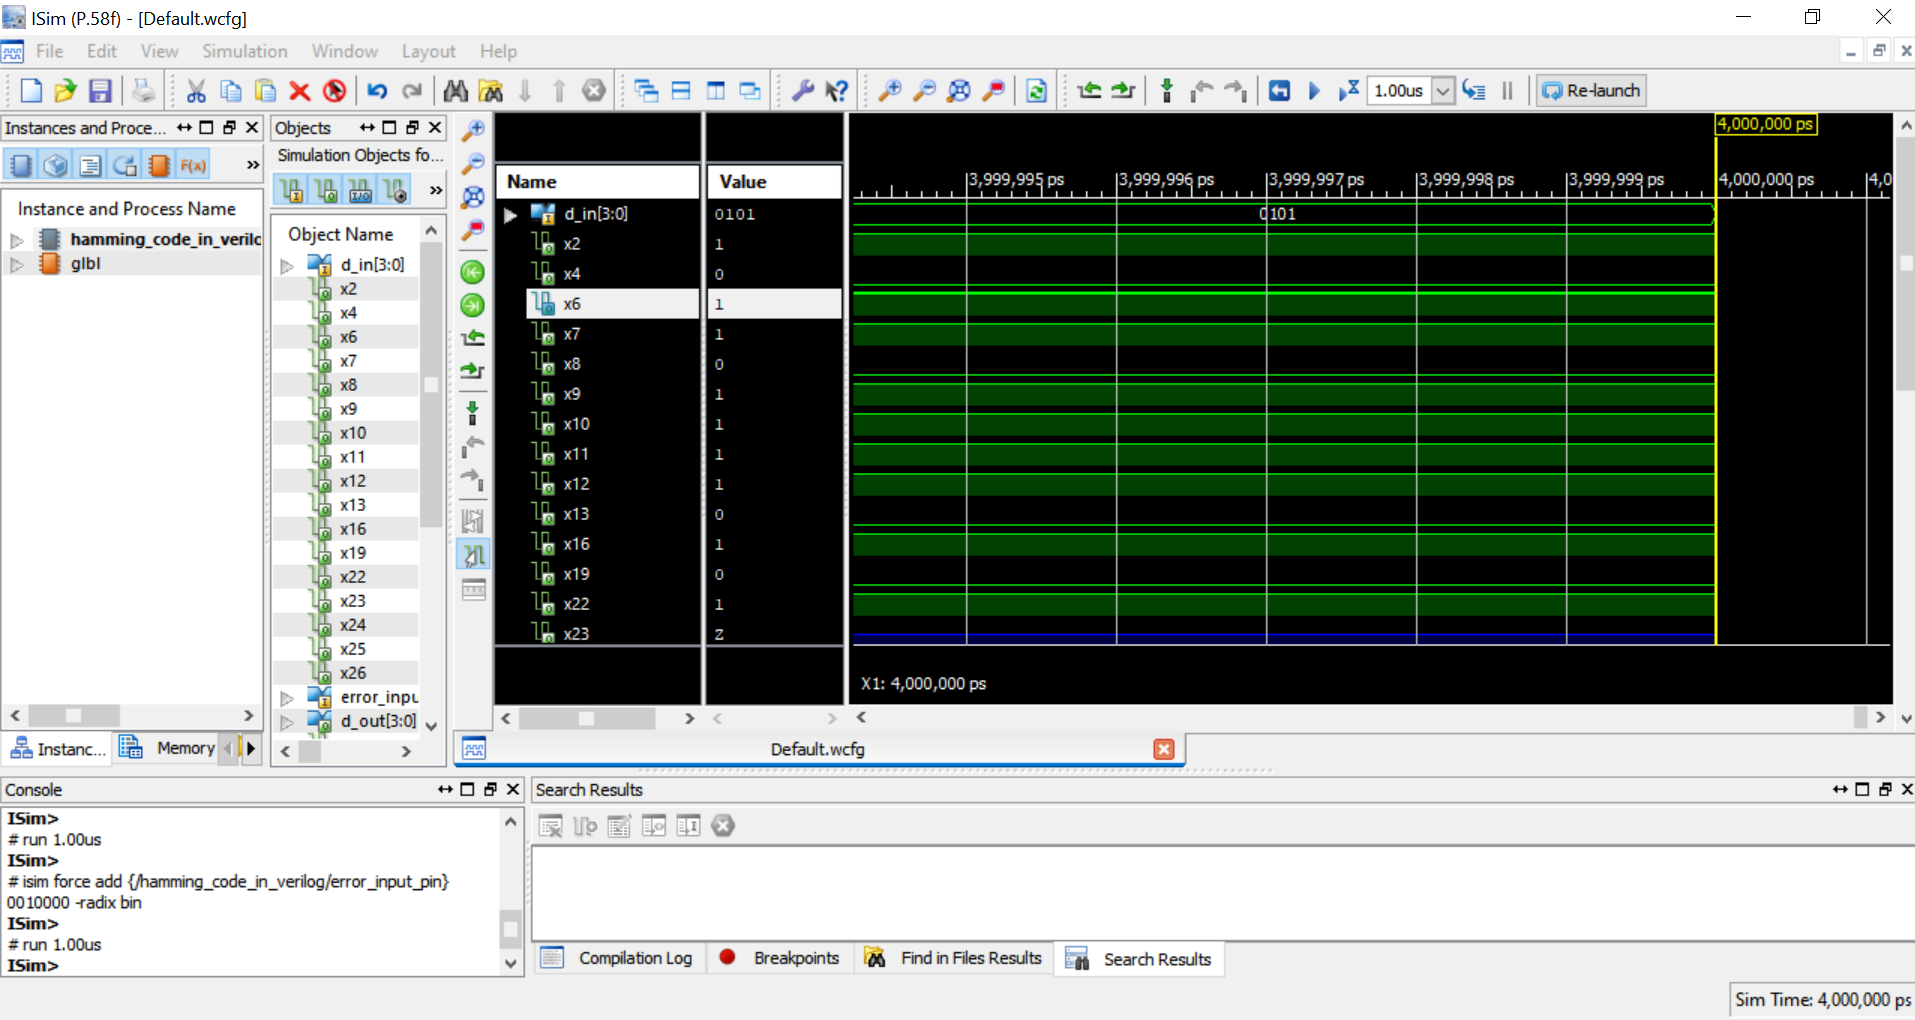 ISim (P.58f) - [Default.wcfg]
File Edit View Simulation Window Layout Help
1.00us
Re-launch
Instances and Proce...
F(x)
»
Instance and Process Name
hamming_code_in_verilo
glbl
Instanc...
Memory
Objects
Simulation Objects fo...
»
Object Name
d_in[3:0]
x2
x4
x6
x7
x8
x9
x10
x11
x12
x13
x16
x19
x22
x23
x24
x25
x26
error_inpu
d_out[3:0]
Name Value
d_in[3:0] 0101
x2 1
x4 0
x6 1
x7 1
x8 0
x9 1
x10 1
x11 1
x12 1
x13 0
x16 1
x19 0
x22 1
x23 Z
4,000,000 ps
3,999,995 ps 3,999,996 ps 3,999,997 ps 3,999,998 ps 3,999,999 ps 4,000,000 ps 4,0
0101
X1: 4,000,000 ps
Default.wcfg
Console
ISim>
# run 1.00us
ISim>
# isim force add {/hamming_code_in_verilog/error_input_pin}
0010000 -radix bin
ISim>
# run 1.00us
ISim>
Search Results
Compilation Log
Breakpoints
Find in Files Results
Search Results
Sim Time: 4,000,000 ps